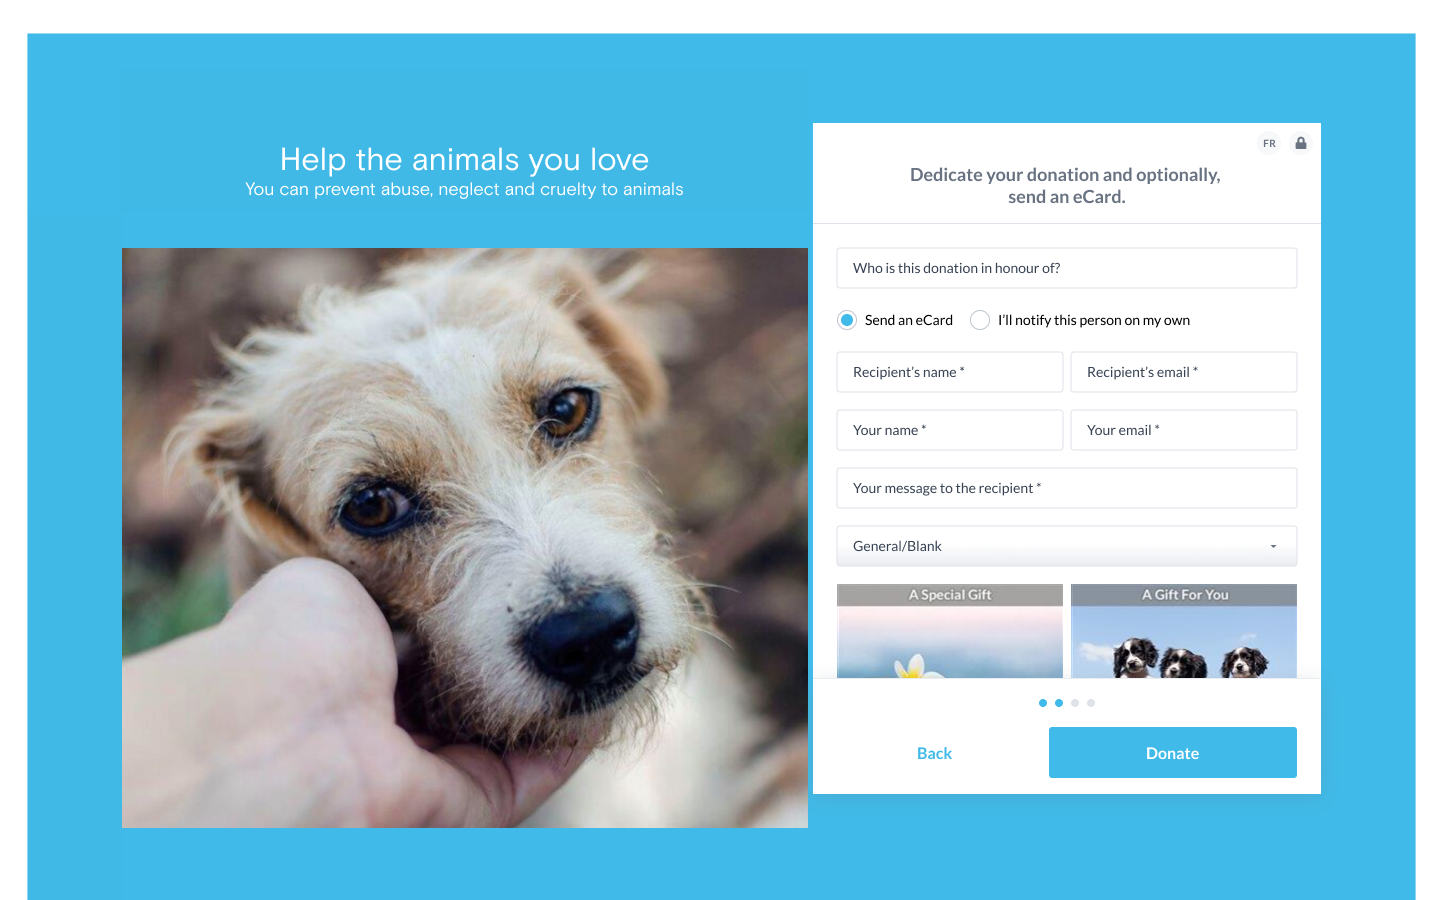 Help the animals you love
You can prevent abuse, neglect and cruelty to animals
FR
Dedicate your donation and optionally,
send an eCard.
Who is this donation in honour of?
Send an eCard
I'll notify this person on my own
Recipient's name *
Recipient's email *
Your name *
Your email *
Your message to the recipient *
General/Blank
A Special Gift
A Gift For You
Back
Donate